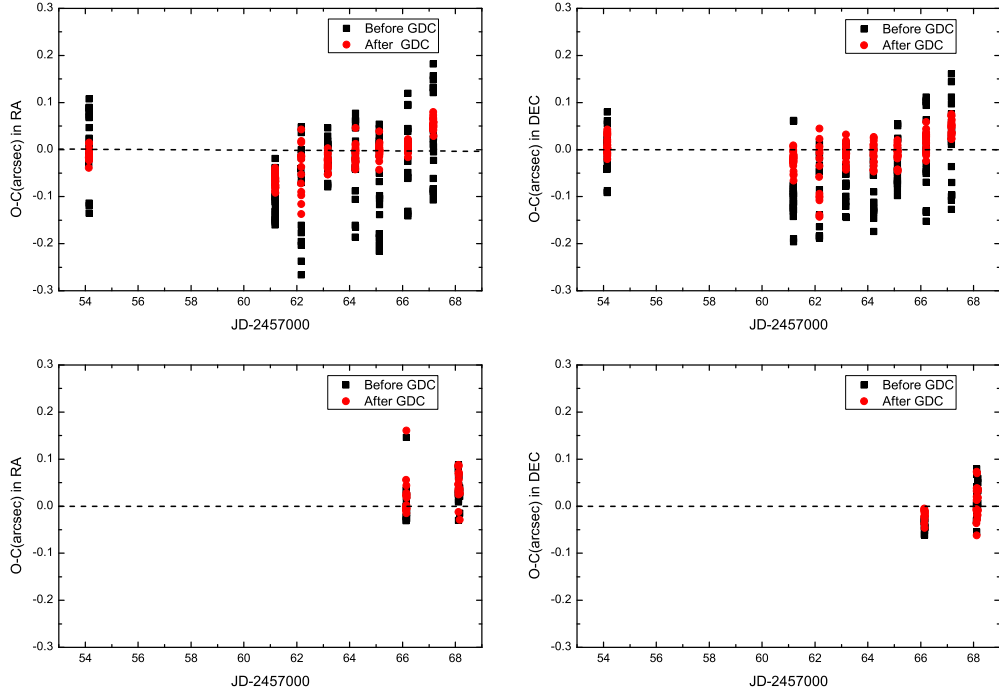 0.3
0.2
0.1
0.0
-0.1
-0.2
-0.3
O-C(arcsec) in RA
54 56 58 60 62 64 66 68
JD-2457000
Before GDC
After GDC
0.3
0.2
0.1
0.0
-0.1
-0.2
-0.3
O-C(arcsec) in DEC
54 56 58 60 62 64 66 68
JD-2457000
Before GDC
After GDC
0.3
0.2
0.1
0.0
-0.1
-0.2
-0.3
O-C(arcsec) in RA
54 56 58 60 62 64 66 68
JD-2457000
Before GDC
After GDC
0.3
0.2
0.1
0.0
-0.1
-0.2
-0.3
O-C(arcsec) in DEC
54 56 58 60 62 64 66 68
JD-2457000
Before GDC
After GDC